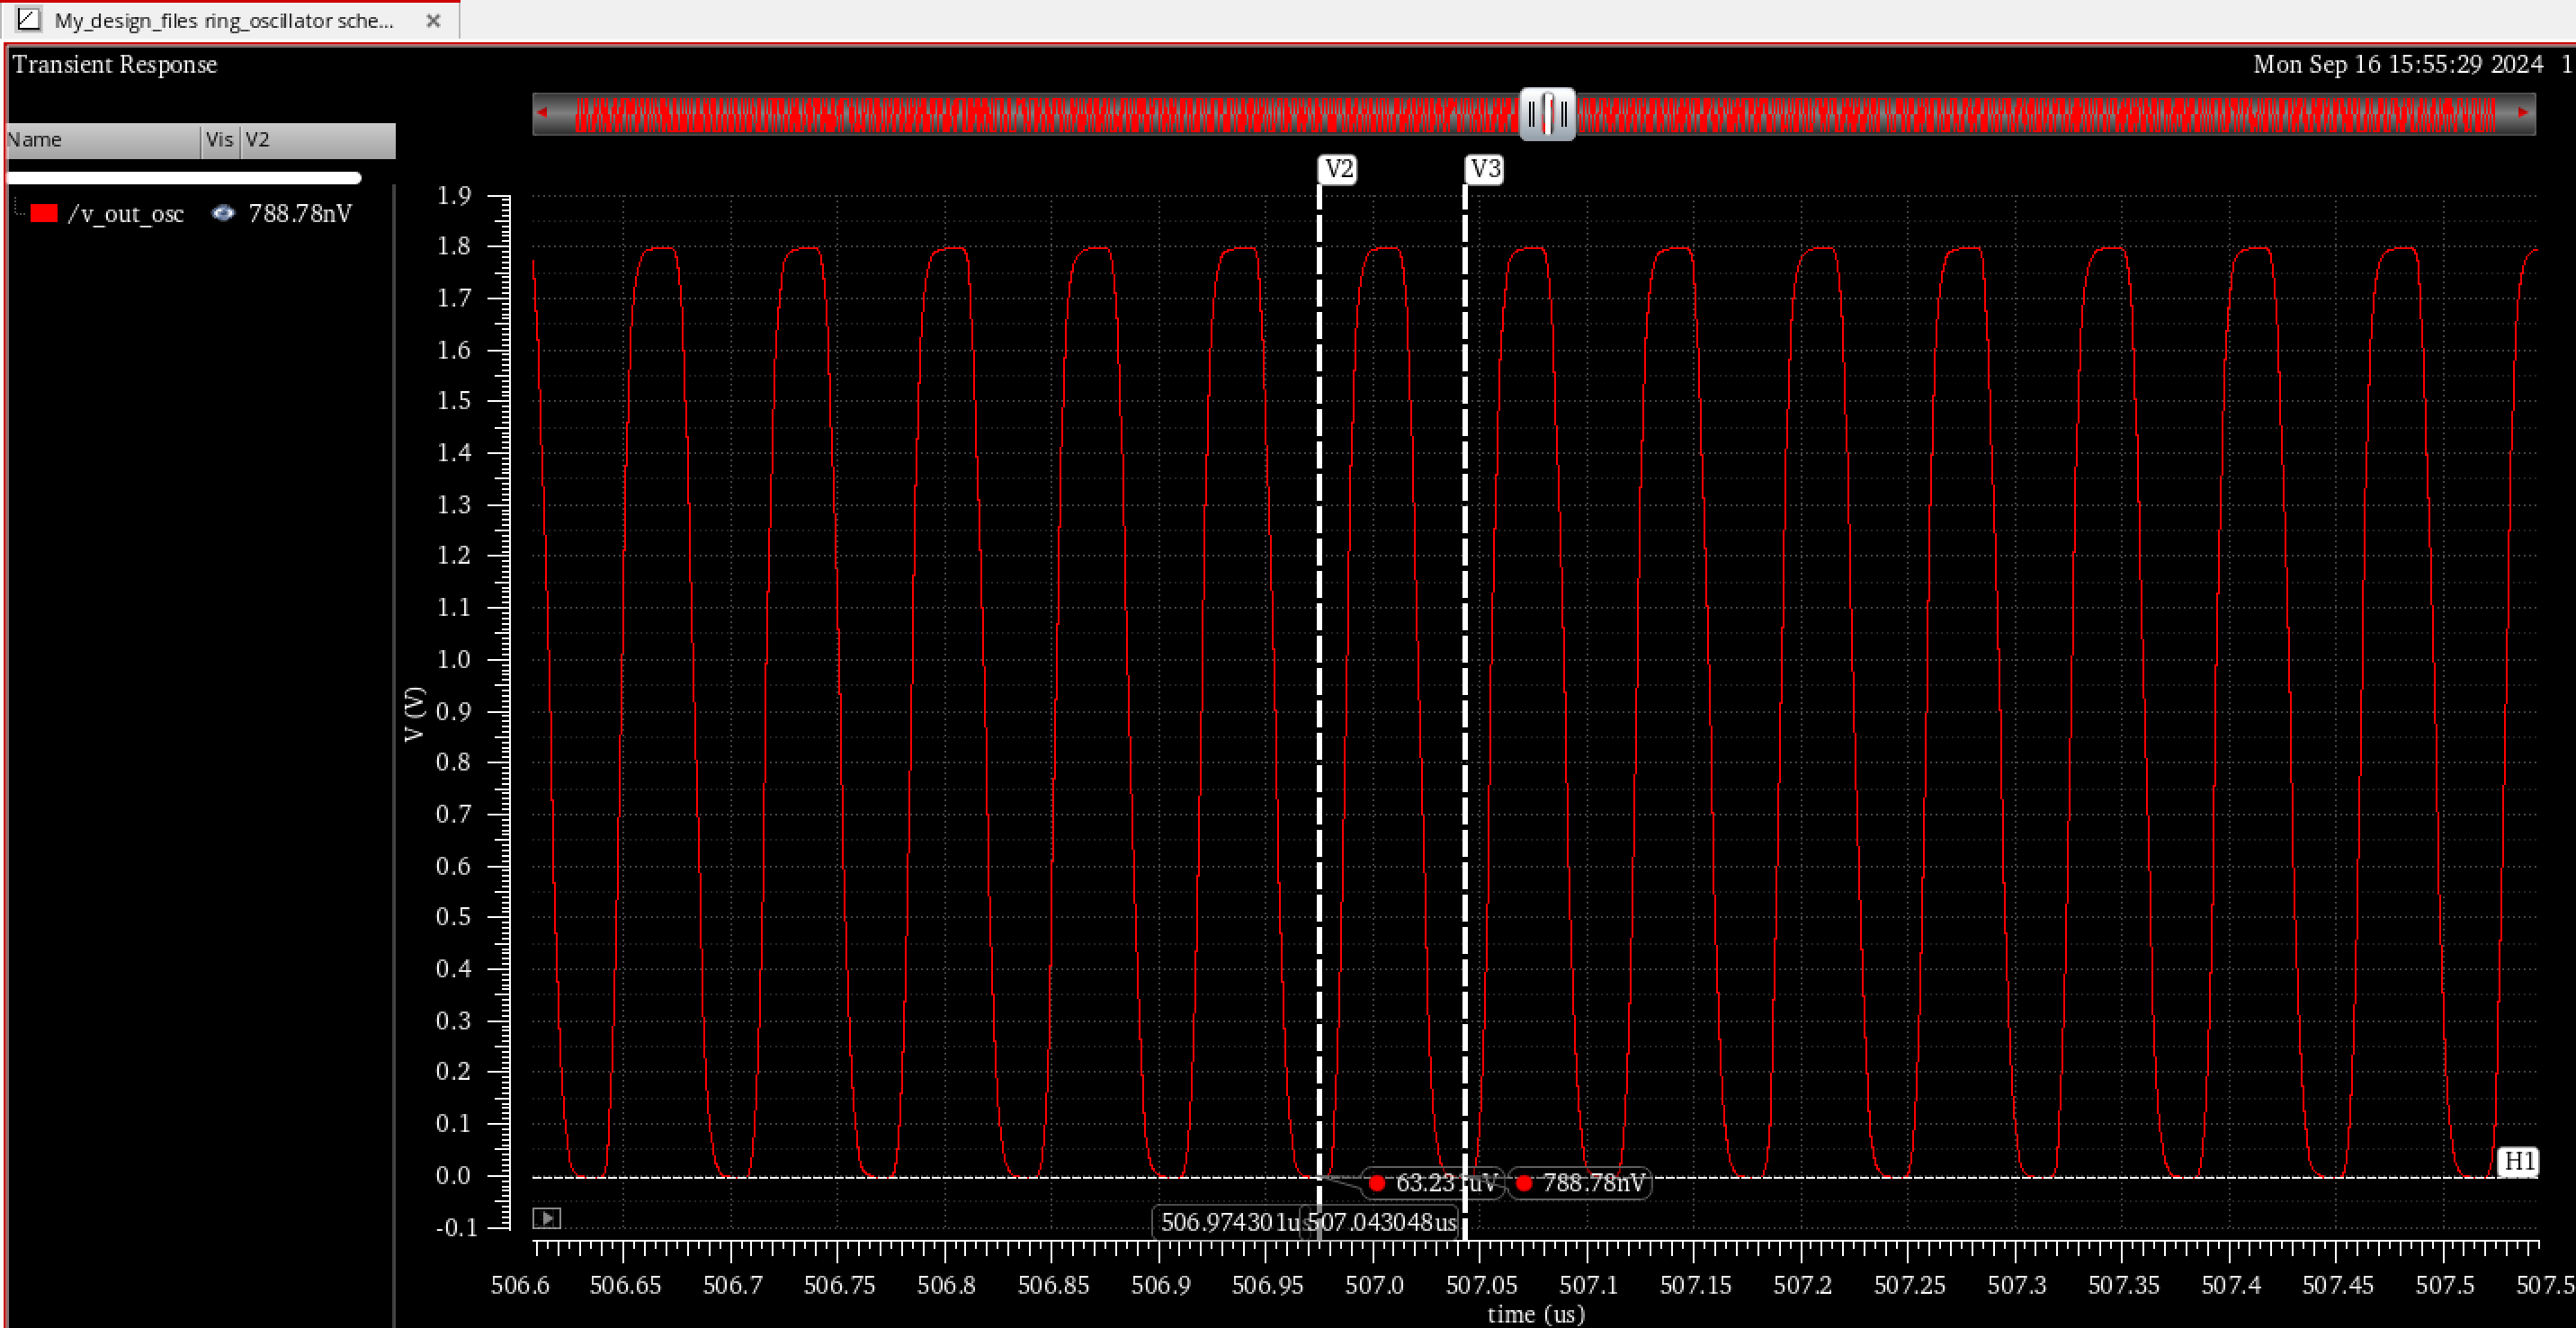 My_design_files ring_oscillator sche...
Transient Response
Mon Sep 16 15:55:29 2024 1
Name Vis V2
/v_out_osc 788.78nV
V2 V3
1.9
1.8
1.7
1.6
1.5
1.4
1.3
1.2
1.1
1.0
0.9
0.8
0.7
0.6
0.5
0.4
0.3
0.2
0.1
0.0
-0.1
V (V)
H1
63.23 uV 788.78nV
506.974301us 507.043048us
506.6 506.65 506.7 506.75 506.8 506.85 506.9 506.95 507.0 507.05 507.1 507.15 507.2 507.25 507.3 507.35 507.4 507.45 507.5 507.5
time (us)